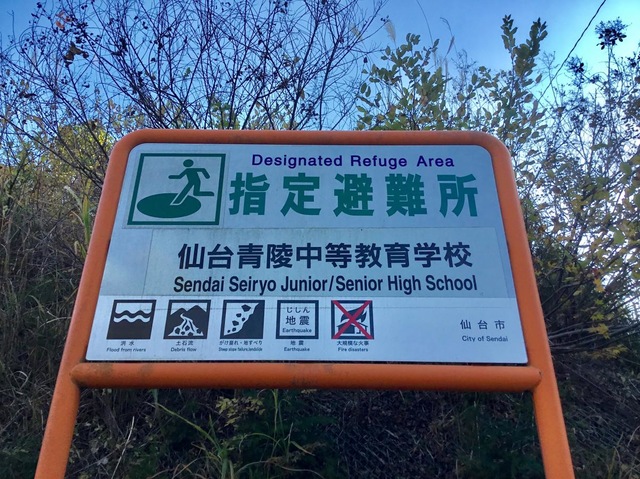 Designated Refuge Area
指定避難所
仙台青陵中等教育学校
Sendai Seiryo Junior/Senior High School
じしん
地震
Earthquake
洪水
Flood from rivers
土石流
Debris flow
がけ崩れ・地すべり
Steep slope failure/landslide
地震
Earthquake
大規模な火事
Fire disasters
仙台市
City of Sendai